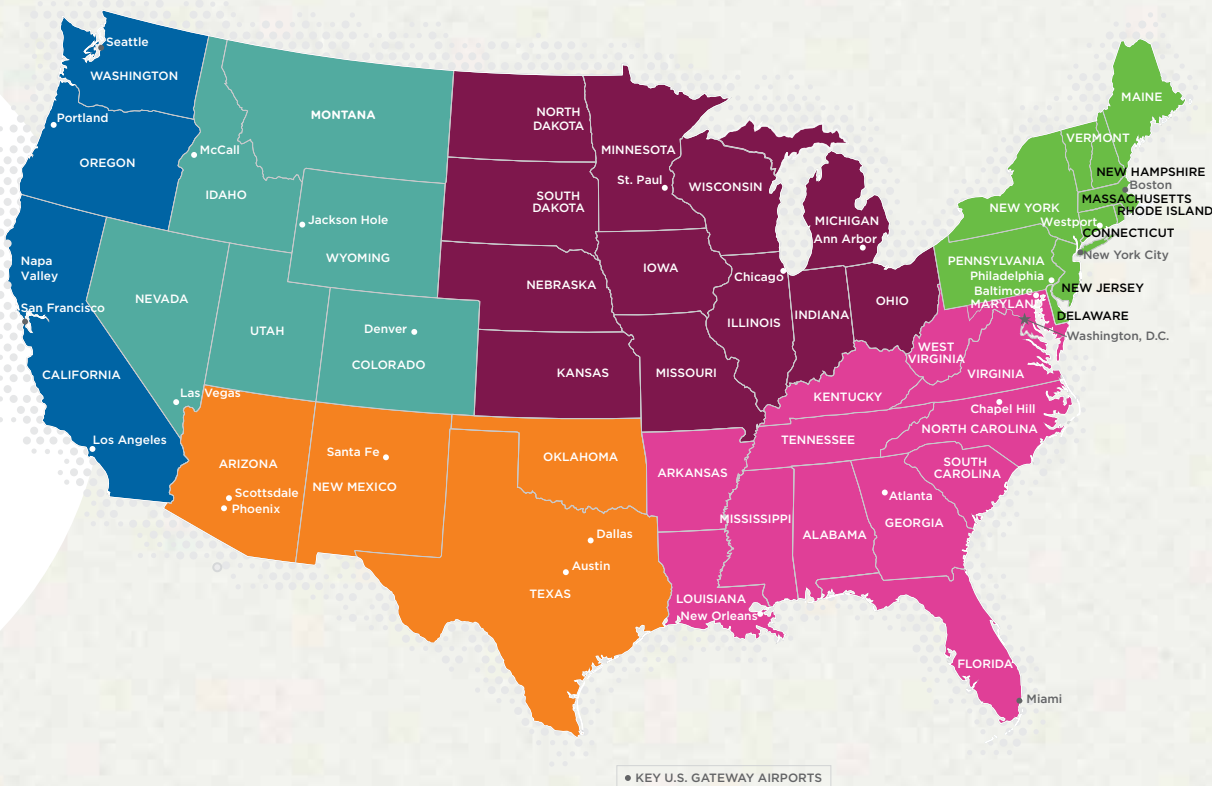 Seattle
WASHINGTON
Portland
OREGON
McCall
IDAHO
MONTANA
Jackson Hole
WYOMING
Napa
Valley
San Francisco
CALIFORNIA
Los Angeles
NEVADA
Las Vegas
UTAH
Denver
COLORADO
ARIZONA
Scottsdale
Phoenix
Santa Fe
NEW MEXICO
OKLAHOMA
Dallas
Austin
TEXAS
NORTH
DAKOTA
SOUTH
DAKOTA
NEBRASKA
KANSAS
MINNESOTA
St. Paul
IOWA
MISSOURI
WISCONSIN
Chicago
ILLINOIS
MICHIGAN
Ann Arbor
INDIANA
OHIO
MAINE
VERMONT
NEW HAMPSHIRE
Boston
MASSACHUSETTS
RHODE ISLAND
NEW YORK
Westport
CONNECTICUT
New York City
PENNSYLVANIA
Philadelphia
Baltimore
NEW JERSEY
MARYLAND
DELAWARE
Washington, D.C.
WEST
VIRGINIA
VIRGINIA
KENTUCKY
Chapel Hill
NORTH CAROLINA
TENNESSEE
SOUTH
CAROLINA
ARKANSAS
Atlanta
GEORGIA
MISSISSIPPI
ALABAMA
LOUISIANA
New Orleans
FLORIDA
Miami
KEY U.S. GATEWAY AIRPORTS